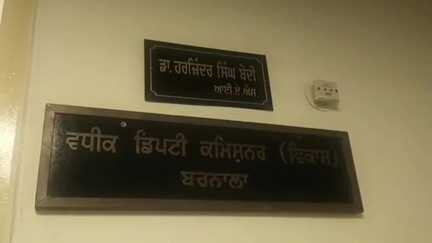 ਡਾ. ਹਰਜਿੰਦਰ ਸਿੰਘ ਬੇਦੀ
ਆਈ.ਏ.ਐਸ
ਵਧੀਕ ਡਿਪਟੀ ਕਮਿਸ਼ਨਰ (ਵਿਕਾਸ)
ਬਰਨਾਲਾ